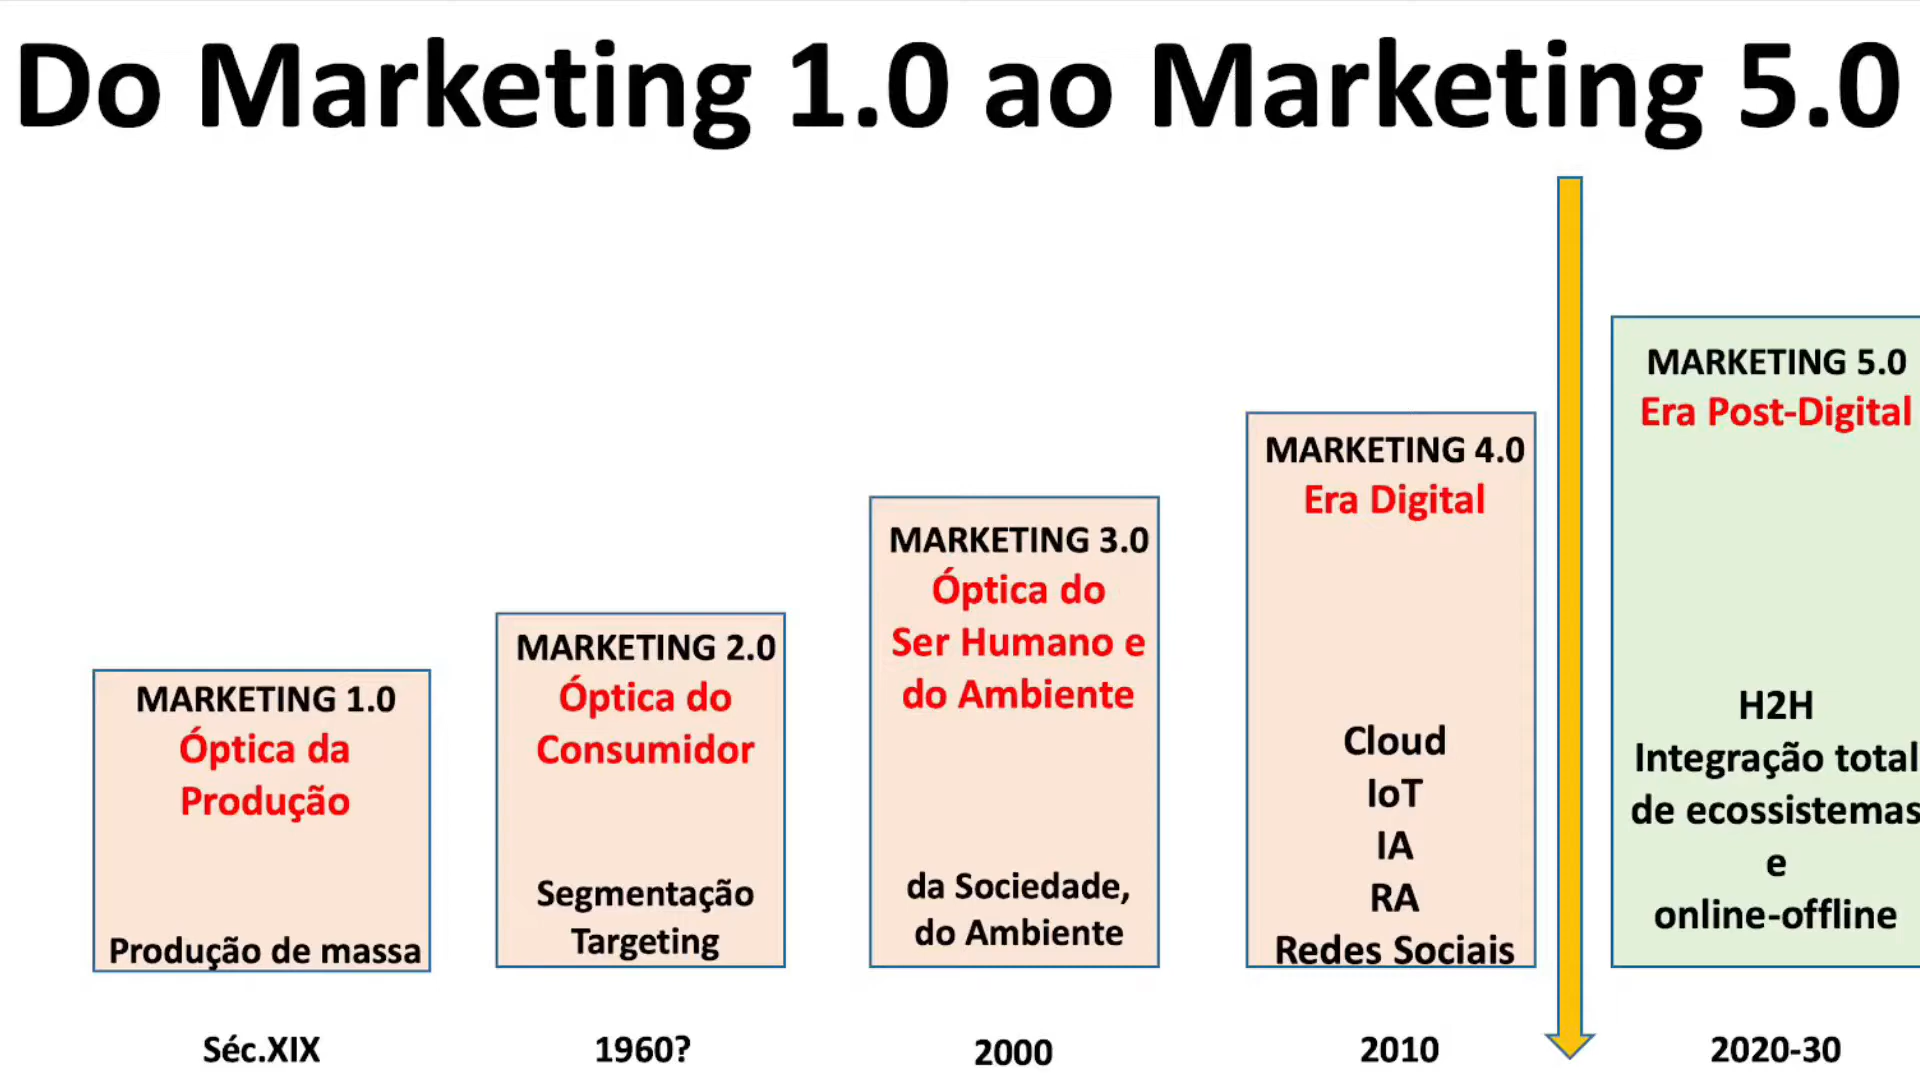 Do Marketing 1.0 ao Marketing 5.0
MARKETING 1.0
Óptica da
Produção
Produção de massa
Séc.XIX
MARKETING 2.0
Óptica do
Consumidor
Segmentação
Targeting
1960?
MARKETING 3.0
Óptica do
Ser Humano e
do Ambiente
da Sociedade,
do Ambiente
2000
MARKETING 4.0
Era Digital
Cloud
IoT
IA
RA
Redes Sociais
2010
MARKETING 5.0
Era Post-Digital
H2H
Integração total
de ecossistemas
e
online-offline
2020-30